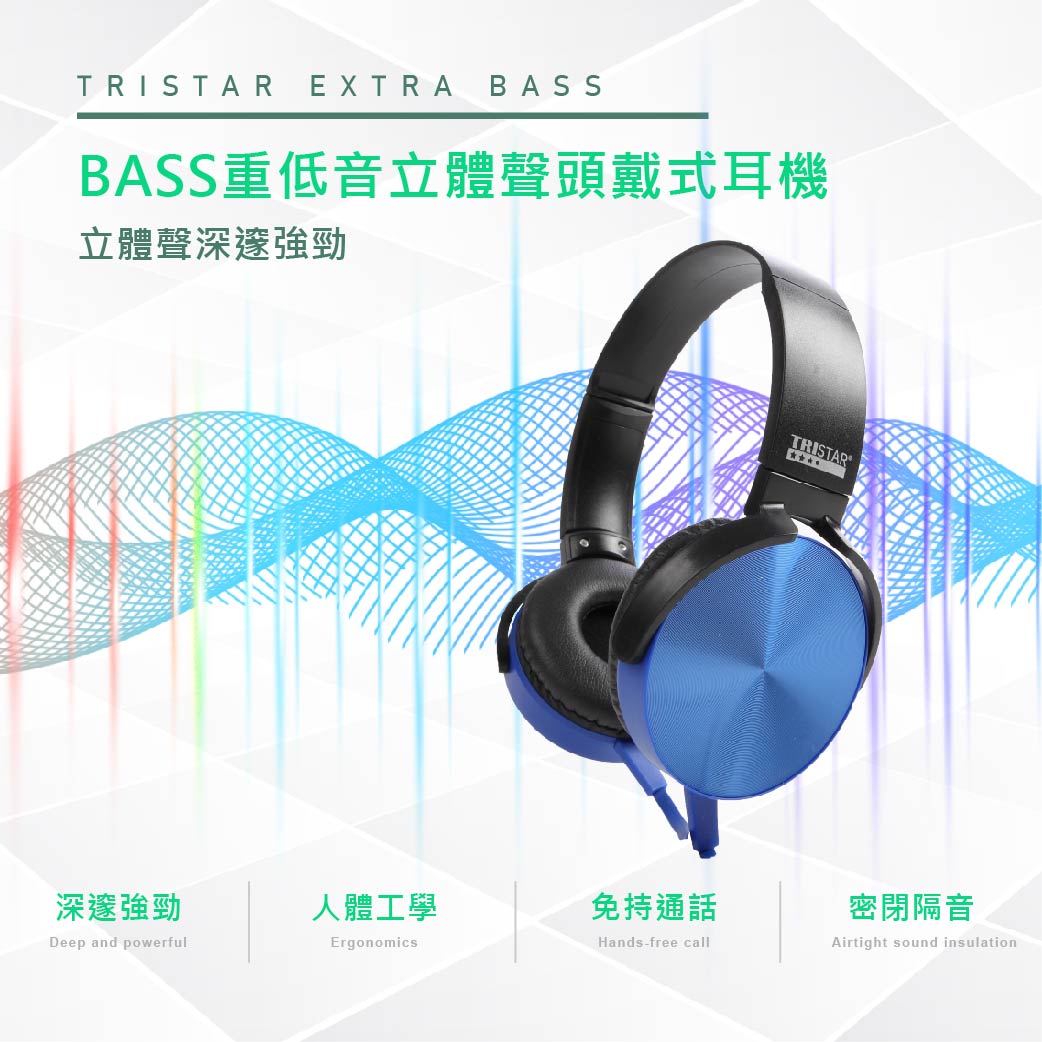 TRISTAR EXTRA BASS
BASS重低音立體聲頭戴式耳機
立體聲深邃強勁
TRISTAR®
深邃強勁
Deep and powerful
人體工學
Ergonomics
免持通話
Hands-free call
密閉隔音
Airtight sound insulation